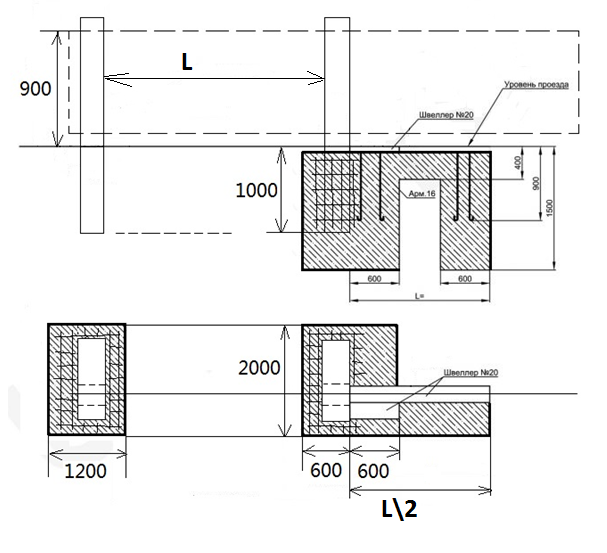 L
900
Уровень проезда
Швеллер №20
1000
400
900
1500
Арм.16
600
600
L=
2000
Швеллер №20
1200
600
600
L\2